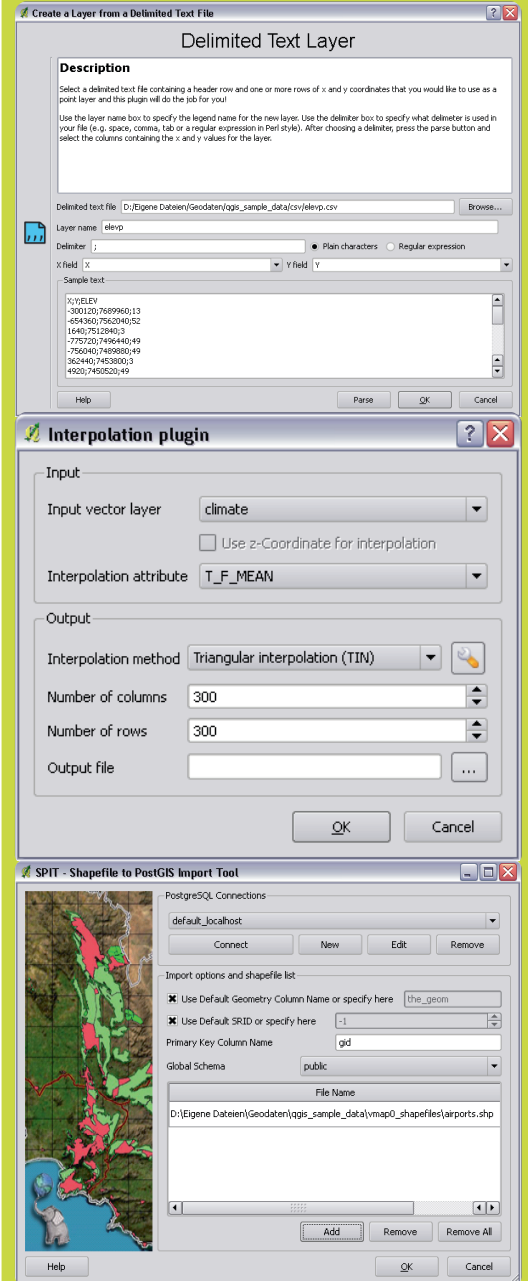 Create a Layer from a Delimited Text File
Delimited Text Layer
Description
Select a delimited text file containing a header row and one or more rows of x and y coordinates that you would like to use as a
point layer and this plugin will do the job for you!
Use the layer name box to specify the legend name for the new layer. Use the delimiter box to specify what delimeter is used in
your file (e.g. space, comma, tab or a regular expression in Perl style). After choosing a delimiter, press the parse button and
select the columns containing the x and y values for the layer.
Delimited text file D:/Eigene Dateien/Geodaten/qgis_sample_data/csv/elevp.csv Browse...
Layer name elevp
Delimiter ; Plain characters Regular expression
X field X Y field Y
Sample text
X;Y;ELEV
-300120;7689960;13
-654360;7562040;52
1640;7512840;3
-775720;7496440;49
-756040;7489880;49
362440;7453800;3
4920;7450520;49
Help Parse OK Cancel
Interpolation plugin
Input
Input vector layer climate
Use z-Coordinate for interpolation
Interpolation attribute T_F_MEAN
Output
Interpolation method Triangular interpolation (TIN)
Number of columns 300
Number of rows 300
Output file ...
OK Cancel
SPIT - Shapefile to PostGIS Import Tool
PostgreSQL Connections
default_localhost
Connect New Edit Remove
Import options and shapefile list
Use Default Geometry Column Name or specify here the_geom
Use Default SRID or specify here -1
Primary Key Column Name gid
Global Schema public
File Name
D:\Eigene Dateien\Geodaten\qgis_sample_data\vmap0_shapefiles\airports.shp
Add Remove Remove All
Help OK Cancel